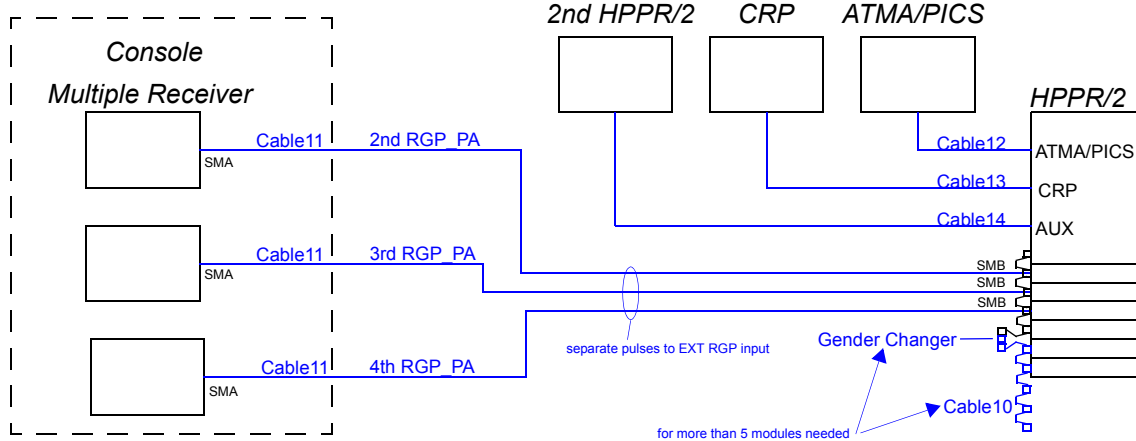 2nd HPPR/2 CRP ATMA/PICS
Console
Multiple Receiver
HPPR/2
Cable11 2nd RGP_PA
SMA
Cable12
ATMA/PICS
Cable13
CRP
Cable14
AUX
Cable11 3rd RGP_PA
SMA
SMB
SMB
SMB
separate pulses to EXT RGP input
Gender Changer
Cable11 4th RGP_PA
SMA
Cable10
for more than 5 modules needed